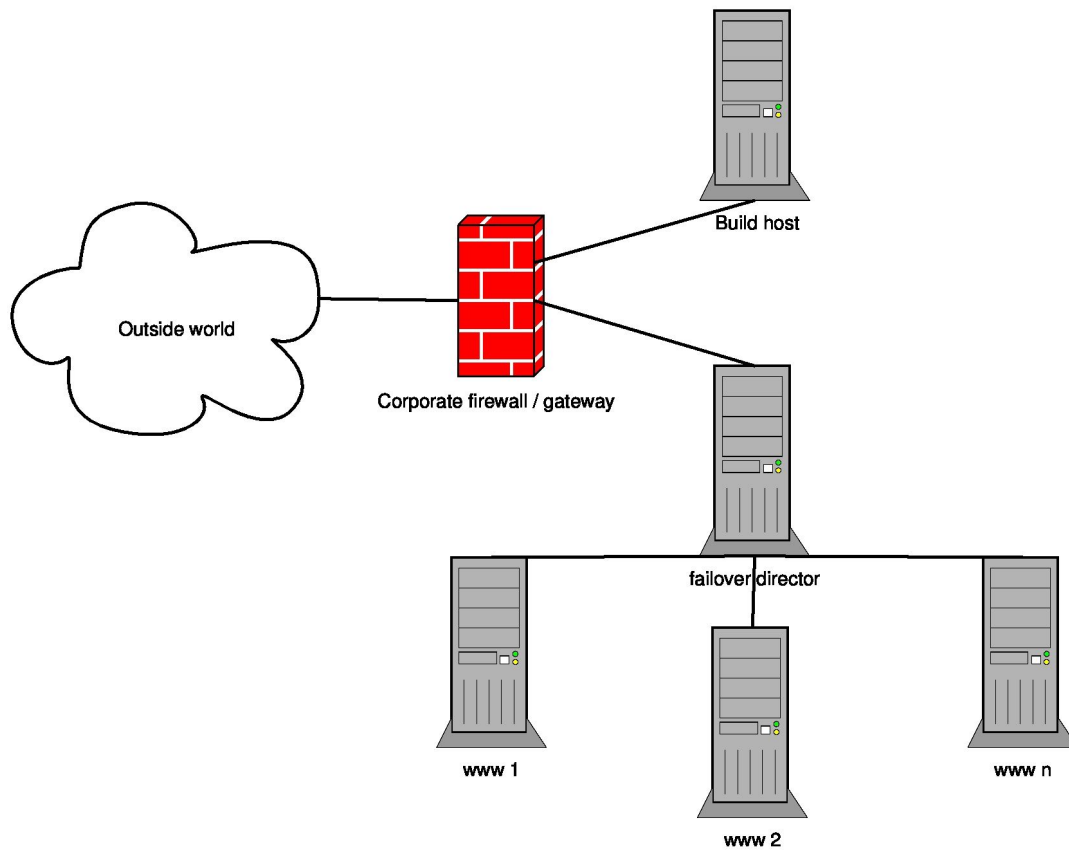 Build host
Outside world
Corporate firewall / gateway
failover director
www 1
www n
www 2